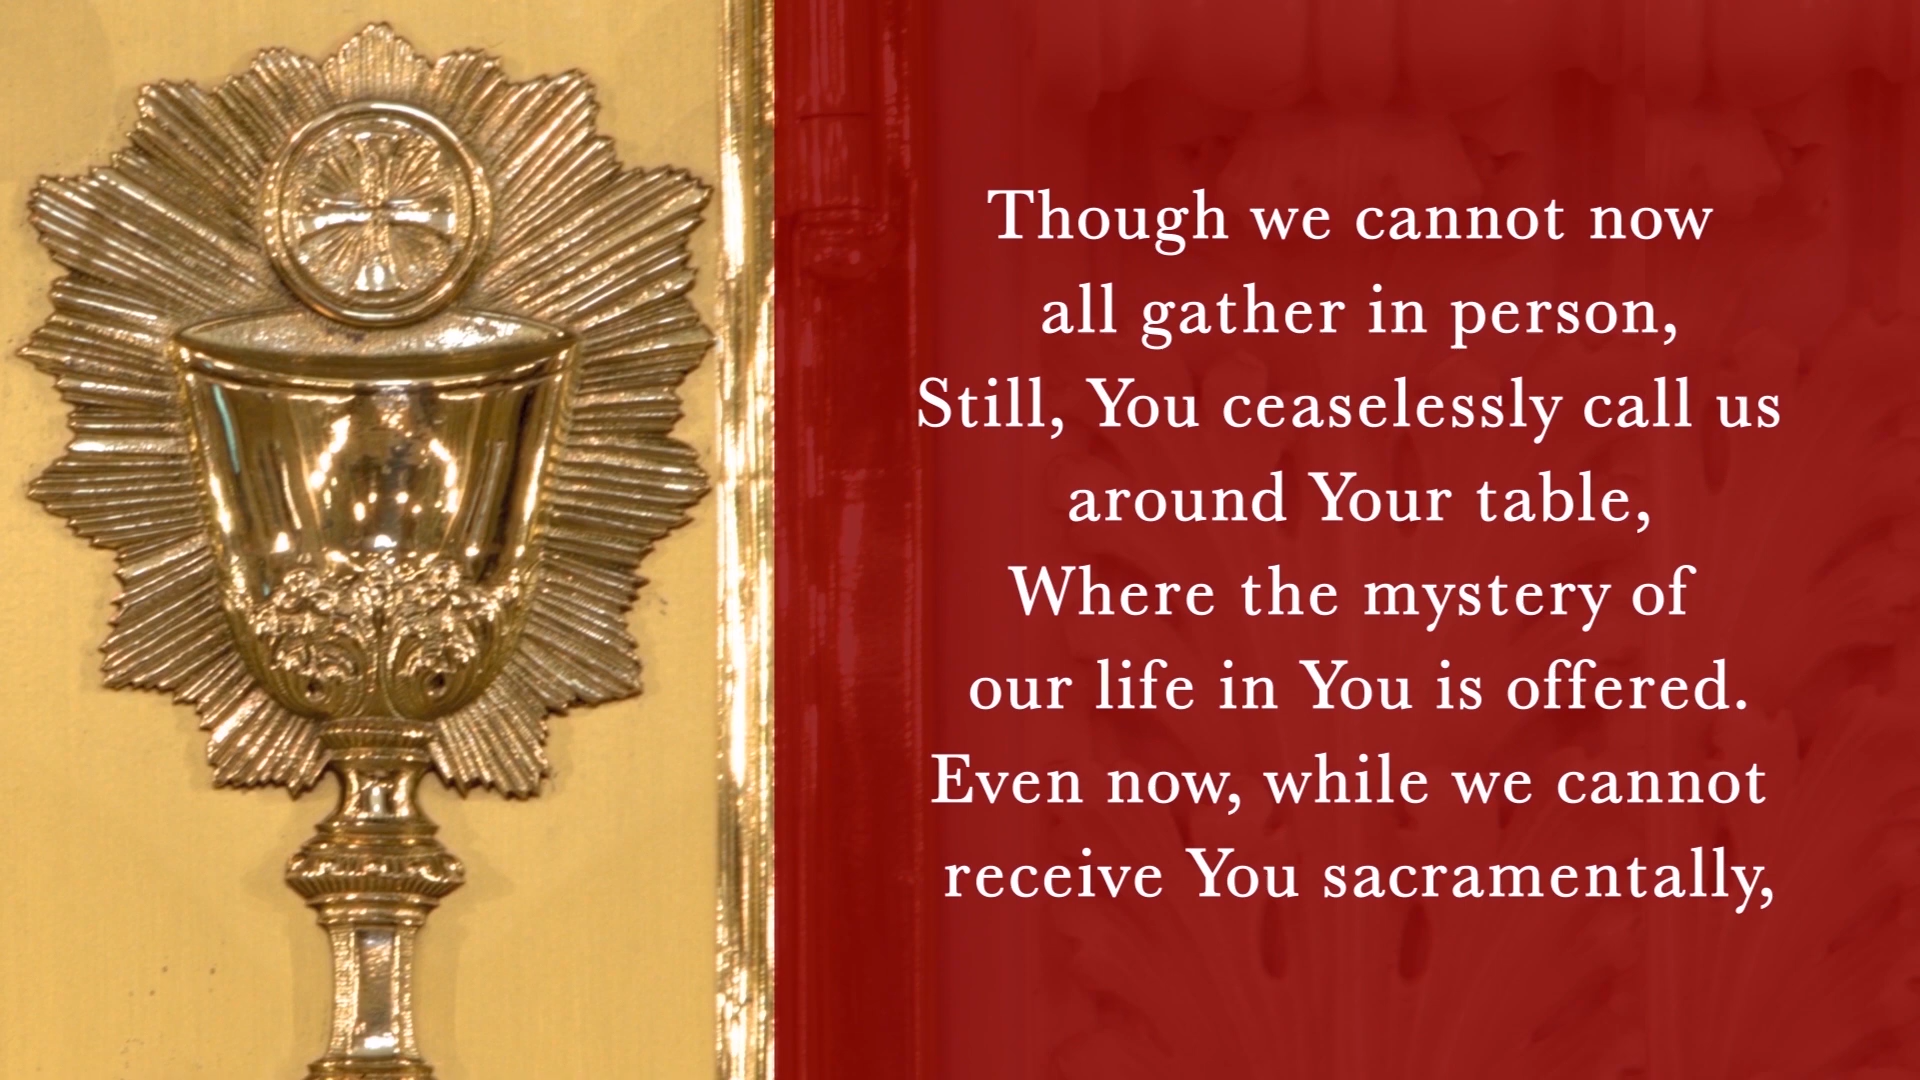 Though we cannot now
all gather in person,
Still, You ceaselessly call us
around Your table,
Where the mystery of
our life in You is offered.
Even now, while we cannot
receive You sacramentally,